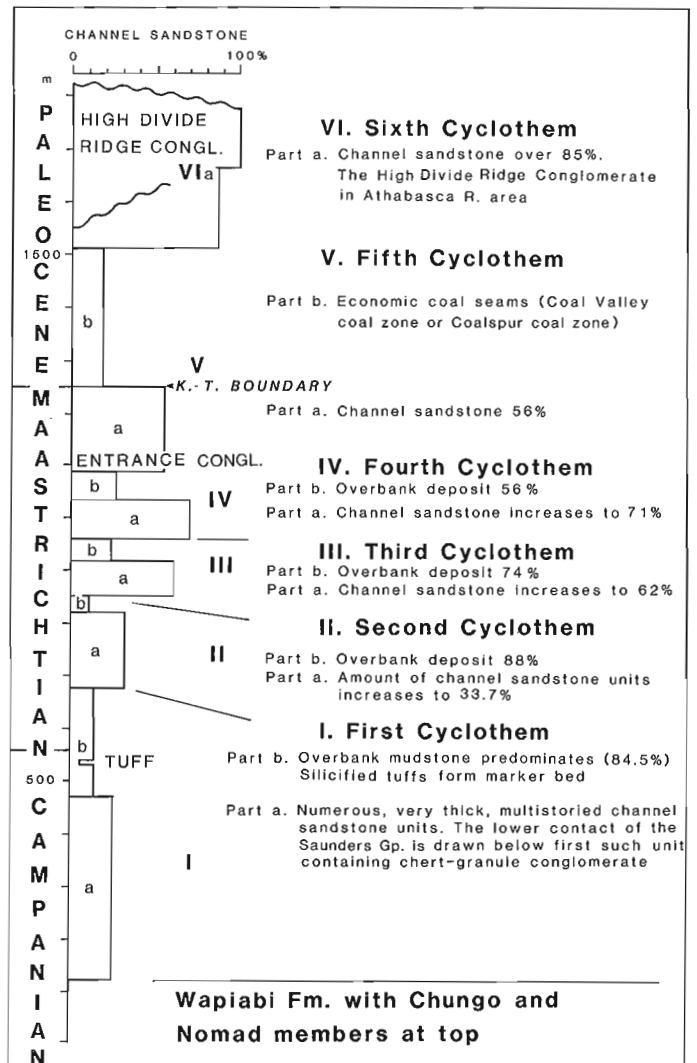 CHANNEL SANDSTONE
0 100%
m
PALEOCENE
HIGH DIVIDE
RIDGE CONGL.
VIa
VI. Sixth Cyclothem
Part a. Channel sandstone over 85%.
The High Divide Ridge Conglomerate
in Athabasca R. area
1500
V. Fifth Cyclothem
b
Part b. Economic coal seams (Coal Valley
coal zone or Coalspur coal zone)
V
K.-T. BOUNDARY
MAASTRICHTIAN
a
Part a. Channel sandstone 56%
ENTRANCE CONGL.
IV. Fourth Cyclothem
b
IV
Part b. Overbank deposit 56%
a
Part a. Channel sandstone increases to 71%
III. Third Cyclothem
b
III
Part b. Overbank deposit 74%
a
Part a. Channel sandstone increases to 62%
b
II. Second Cyclothem
a
II
Part b. Overbank deposit 88%
Part a. Amount of channel sandstone units
increases to 33.7%
I. First Cyclothem
b
TUFF
Part b. Overbank mudstone predominates (84.5%)
Silicified tuffs form marker bed
500
CAMPANIAN
Part a. Numerous, very thick, multistoried channel
sandstone units. The lower contact of the
Saunders Gp. is drawn below first such unit
containing chert-granule conglomerate
I
a
Wapiabi Fm. with Chungo and
Nomad members at top